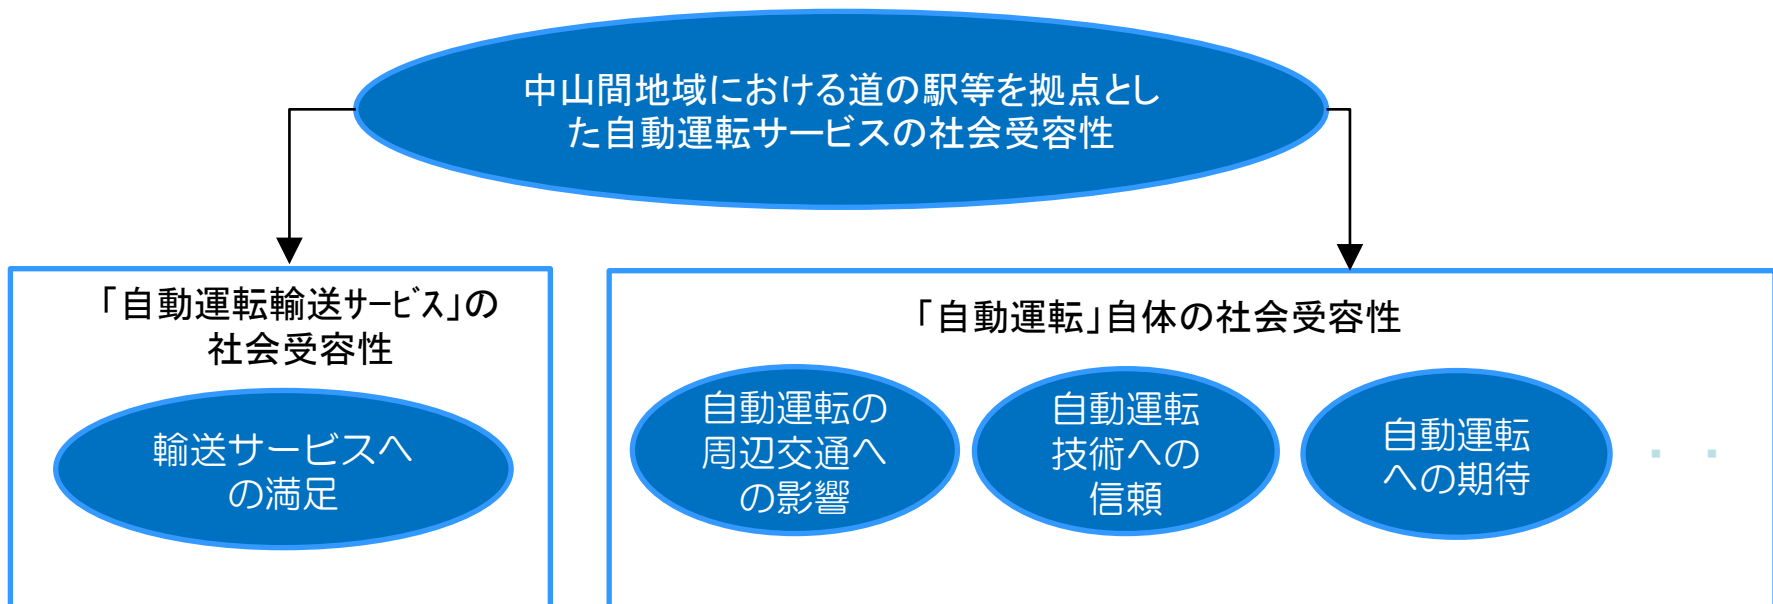 中山間地域における道の駅等を拠点とし
た自動運転サービスの社会受容性
「自動運転輸送ｻｰﾋﾞｽ」の
社会受容性
輸送サービスへ
の満足
「自動運転」自体の社会受容性
自動運転の
周辺交通へ
の影響
自動運転
技術への
信頼
自動運転
への期待
・・